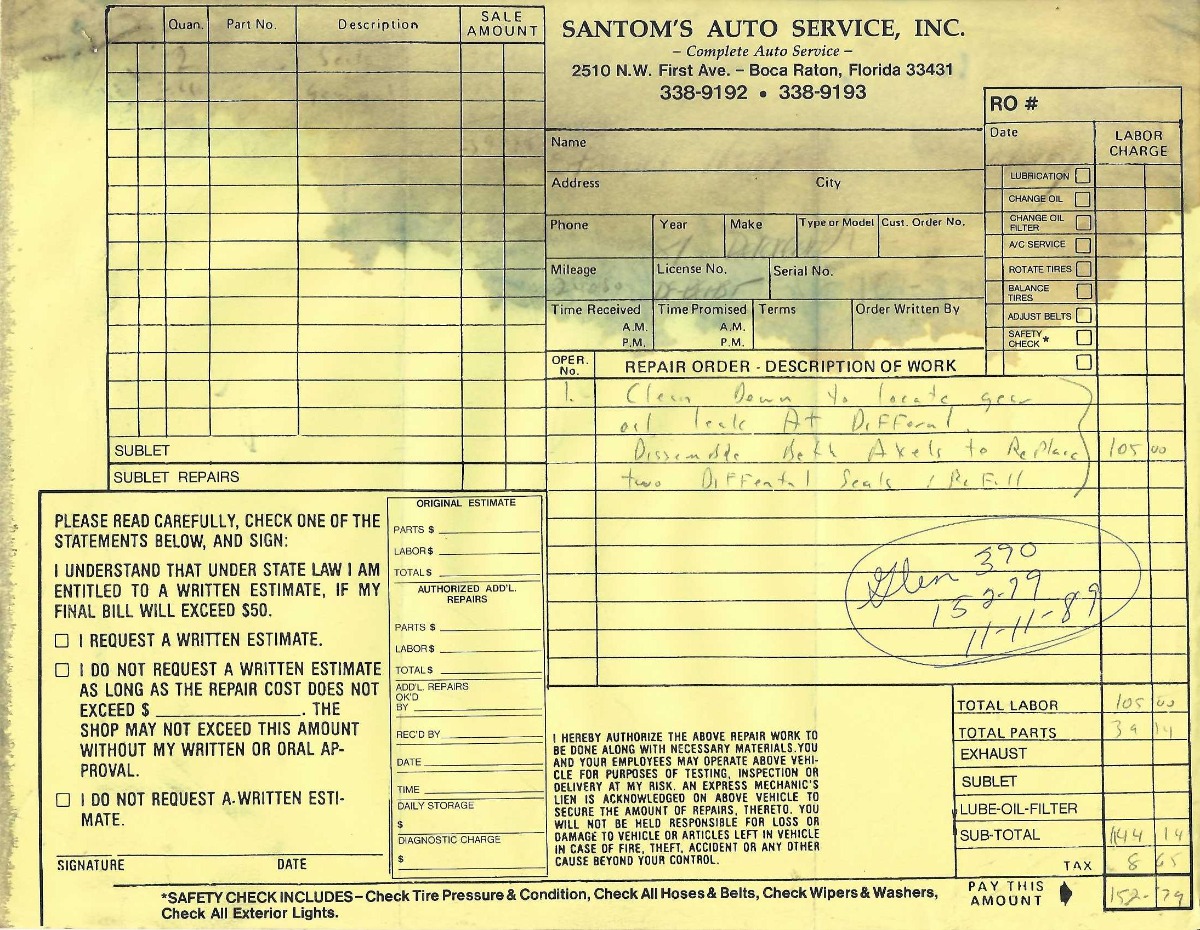 Quan. Part No. Description SALE AMOUNT
2 Seals
SUBLET
SUBLET REPAIRS
SANTOM'S AUTO SERVICE, INC.
– Complete Auto Service –
2510 N.W. First Ave. – Boca Raton, Florida 33431
338-9192 • 338-9193
RO #
Date LABOR CHARGE
Name
Address City
Phone Year Make Type or Model Cust. Order No.
Mileage License No. Serial No.
Time Received Time Promised Terms Order Written By
A.M. A.M.
P.M. P.M.
LUBRICATION
CHANGE OIL
CHANGE OIL FILTER
A/C SERVICE
ROTATE TIRES
BALANCE TIRES
ADJUST BELTS
SAFETY CHECK *
OPER. No. REPAIR ORDER - DESCRIPTION OF WORK
1. Clean Down to locate gear
oil leak At Differnal.
Dissemble Both Axels to Replace 105 00
two Differntal Seals & ReFill
Glen 390
152-79
11-11-89
PLEASE READ CAREFULLY, CHECK ONE OF THE
STATEMENTS BELOW, AND SIGN:
I UNDERSTAND THAT UNDER STATE LAW I AM
ENTITLED TO A WRITTEN ESTIMATE, IF MY
FINAL BILL WILL EXCEED $50.
I REQUEST A WRITTEN ESTIMATE.
I DO NOT REQUEST A WRITTEN ESTIMATE
AS LONG AS THE REPAIR COST DOES NOT
EXCEED $ ______________. THE
SHOP MAY NOT EXCEED THIS AMOUNT
WITHOUT MY WRITTEN OR ORAL AP-
PROVAL.
I DO NOT REQUEST A WRITTEN ESTI-
MATE.
SIGNATURE DATE
ORIGINAL ESTIMATE
PARTS $
LABOR $
TOTAL $
AUTHORIZED ADD'L.
REPAIRS
PARTS $
LABOR $
TOTAL $
ADD'L. REPAIRS
OK'D
BY
REC'D BY
DATE
TIME
DAILY STORAGE
$
DIAGNOSTIC CHARGE
$
I HEREBY AUTHORIZE THE ABOVE REPAIR WORK TO
BE DONE ALONG WITH NECESSARY MATERIALS.YOU
AND YOUR EMPLOYEES MAY OPERATE ABOVE VEHI-
CLE FOR PURPOSES OF TESTING, INSPECTION OR
DELIVERY AT MY RISK. AN EXPRESS MECHANIC'S
LIEN IS ACKNOWLEDGED ON ABOVE VEHICLE TO
SECURE THE AMOUNT OF REPAIRS, THERETO. YOU
WILL NOT BE HELD RESPONSIBLE FOR LOSS OR
DAMAGE TO VEHICLE OR ARTICLES LEFT IN VEHICLE
IN CASE OF FIRE, THEFT, ACCIDENT OR ANY OTHER
CAUSE BEYOND YOUR CONTROL.
TOTAL LABOR 105 00
TOTAL PARTS 39 14
EXHAUST
SUBLET
LUBE-OIL-FILTER
SUB-TOTAL 144 14
TAX 8 65
PAY THIS AMOUNT 152-79
*SAFETY CHECK INCLUDES – Check Tire Pressure & Condition, Check All Hoses & Belts, Check Wipers & Washers,
Check All Exterior Lights.